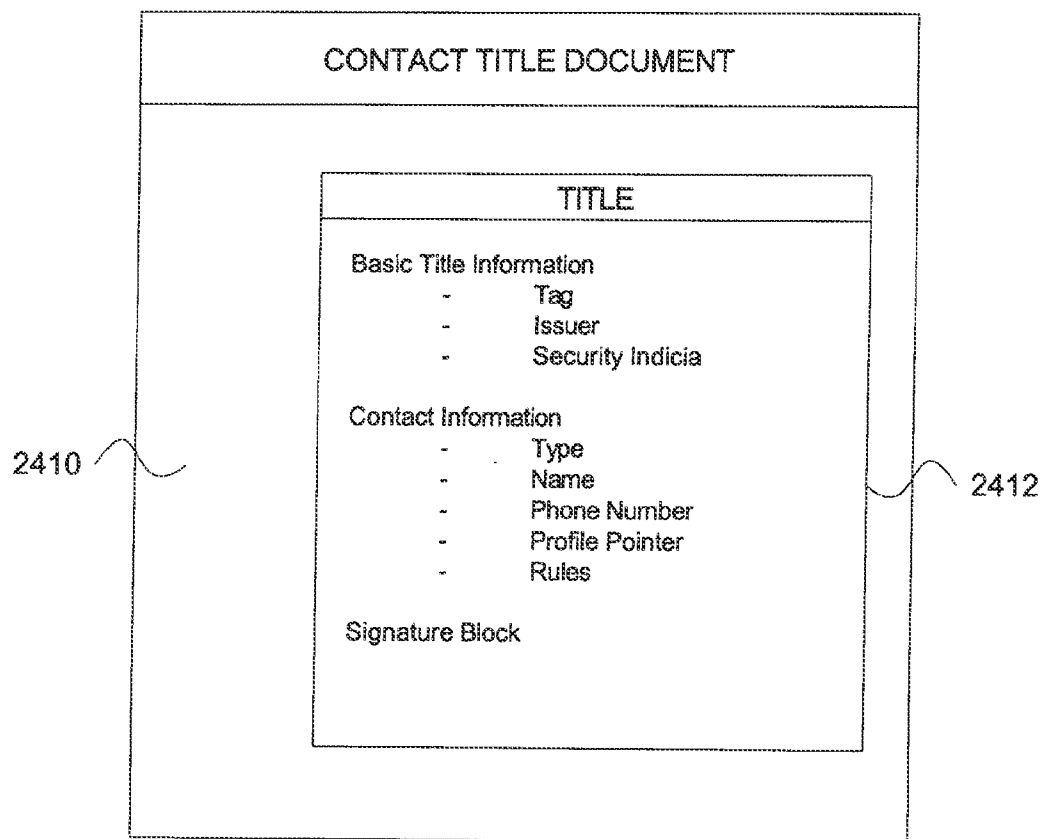 CONTACT TITLE DOCUMENT
TITLE
Basic Title Information
- Tag
- Issuer
- Security Indicia
Contact Information
- Type
- Name
- Phone Number
- Profile Pointer
- Rules
Signature Block
2410
2412